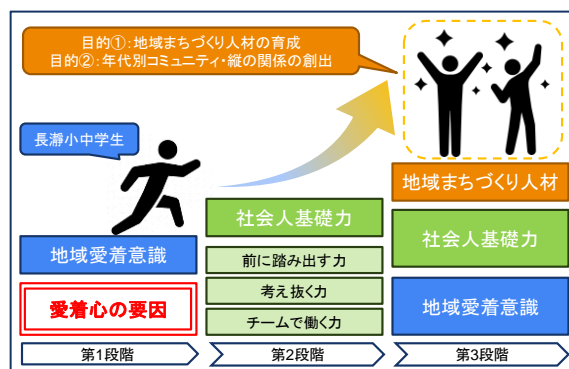 目的①:地域まちづくり人材の育成
目的②:年代別コミュニティ・縦の関係の創出
長瀞小中学生
地域愛着意識
愛着心の要因
第1段階
社会人基礎力
前に踏み出す力
考え抜く力
チームで働く力
第2段階
地域まちづくり人材
社会人基礎力
地域愛着意識
第3段階